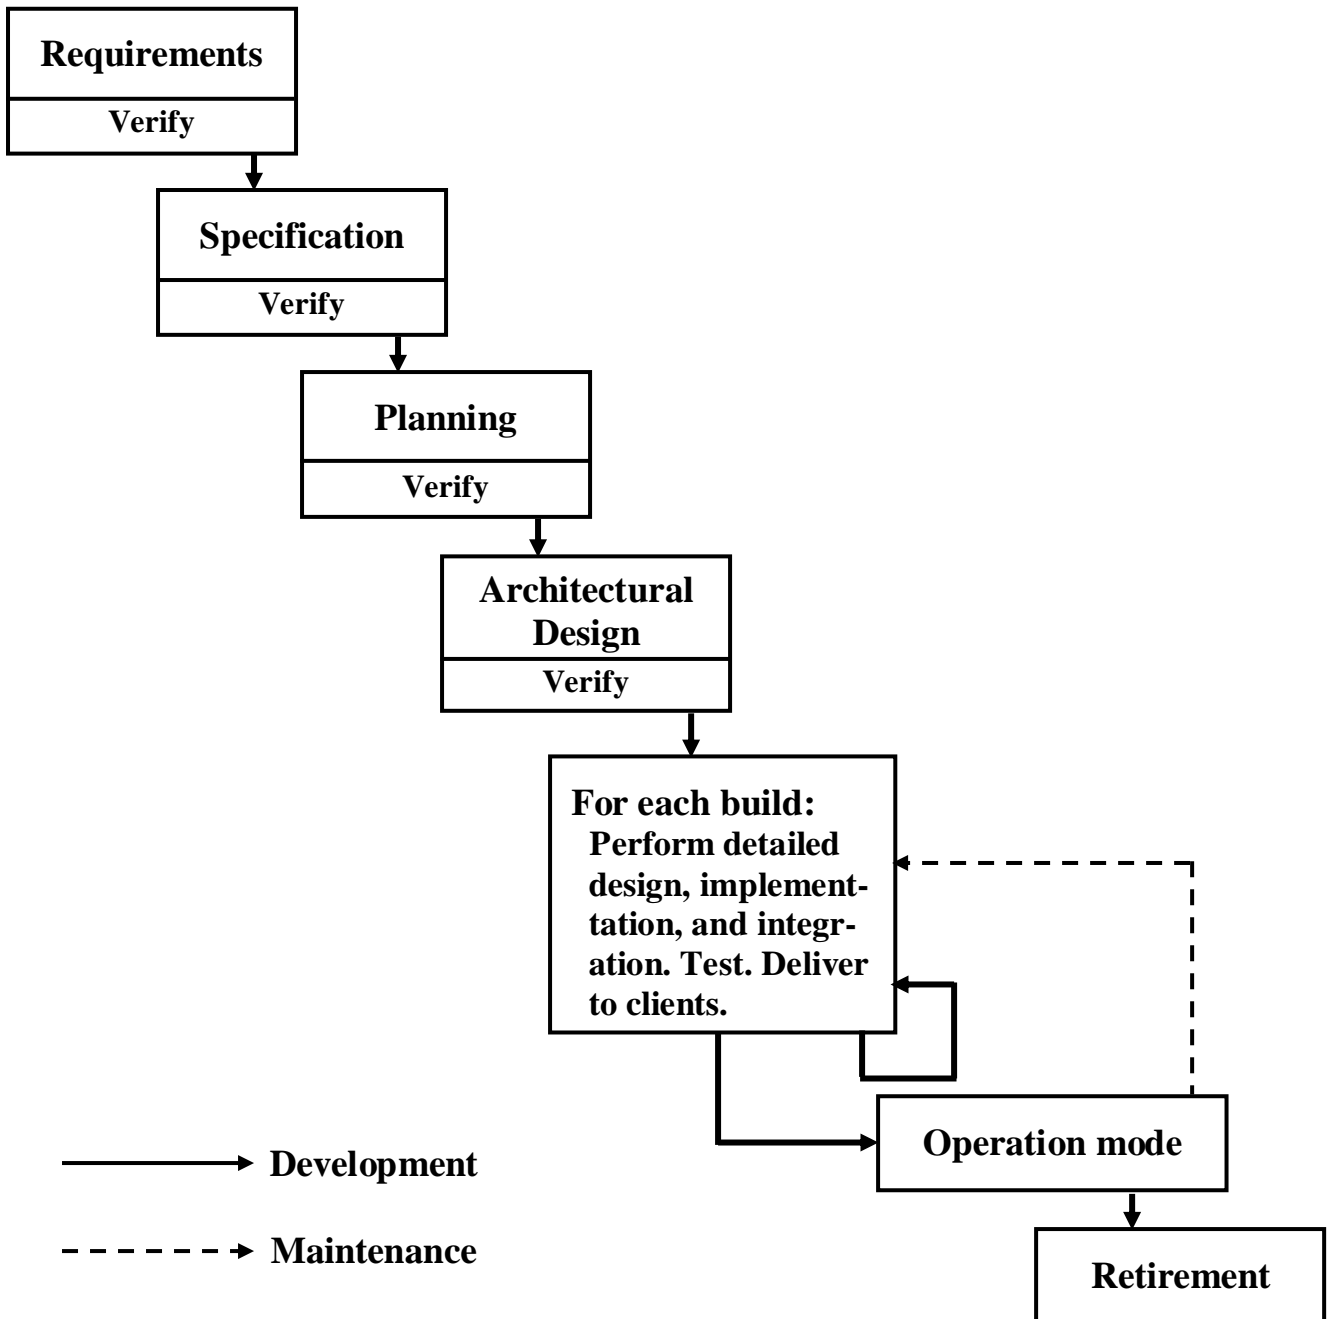 Requirements
Verify
Specification
Verify
Planning
Verify
Architectural
Design
Verify
For each build:
Perform detailed
design, implement-
tation, and integr-
ation. Test. Deliver
to clients.
Operation mode
Development
Maintenance
Retirement